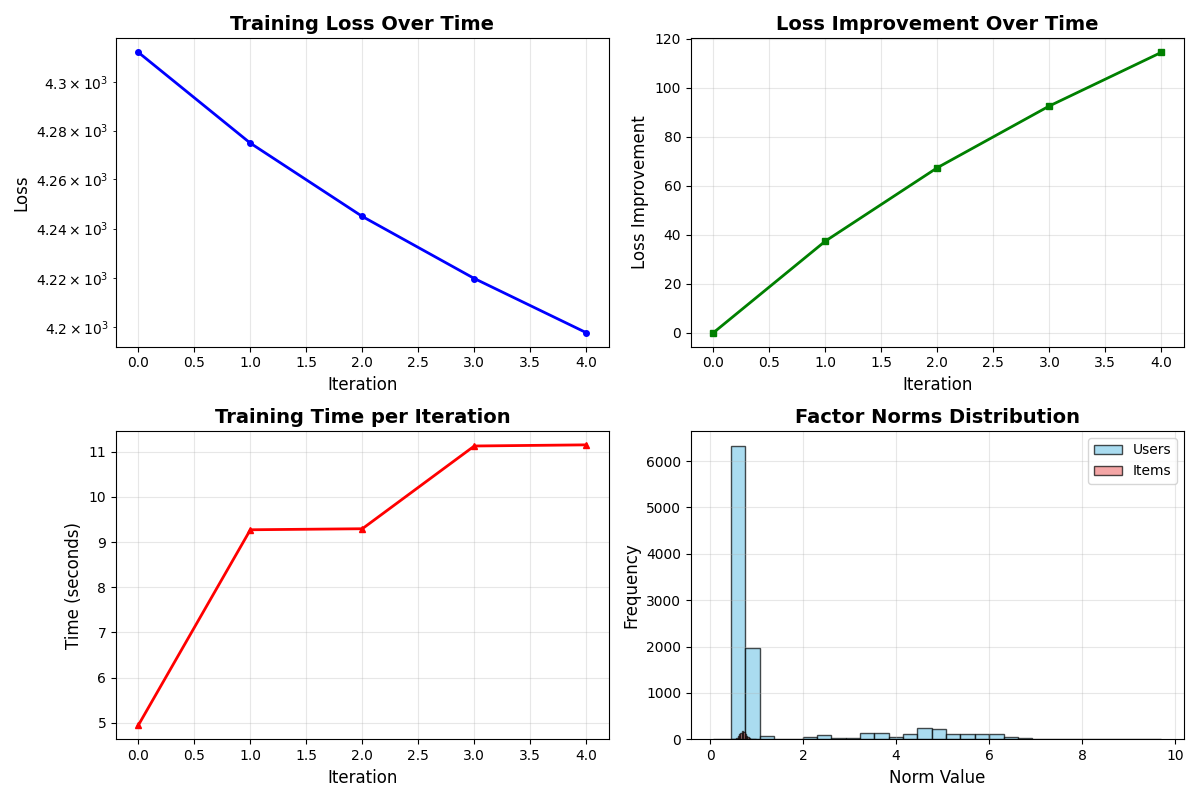 Training Loss Over Time
4.3 × 10³
4.28 × 10³
4.26 × 10³
4.24 × 10³
4.22 × 10³
4.2 × 10³
Loss
0.0 0.5 1.0 1.5 2.0 2.5 3.0 3.5 4.0
Iteration
Loss Improvement Over Time
120
100
80
60
40
20
0
Loss Improvement
0.0 0.5 1.0 1.5 2.0 2.5 3.0 3.5 4.0
Iteration
Training Time per Iteration
11
10
9
8
7
6
5
Time (seconds)
0.0 0.5 1.0 1.5 2.0 2.5 3.0 3.5 4.0
Iteration
Factor Norms Distribution
Users
Items
6000
5000
4000
3000
2000
1000
0
Frequency
0 2 4 6 8 10
Norm Value